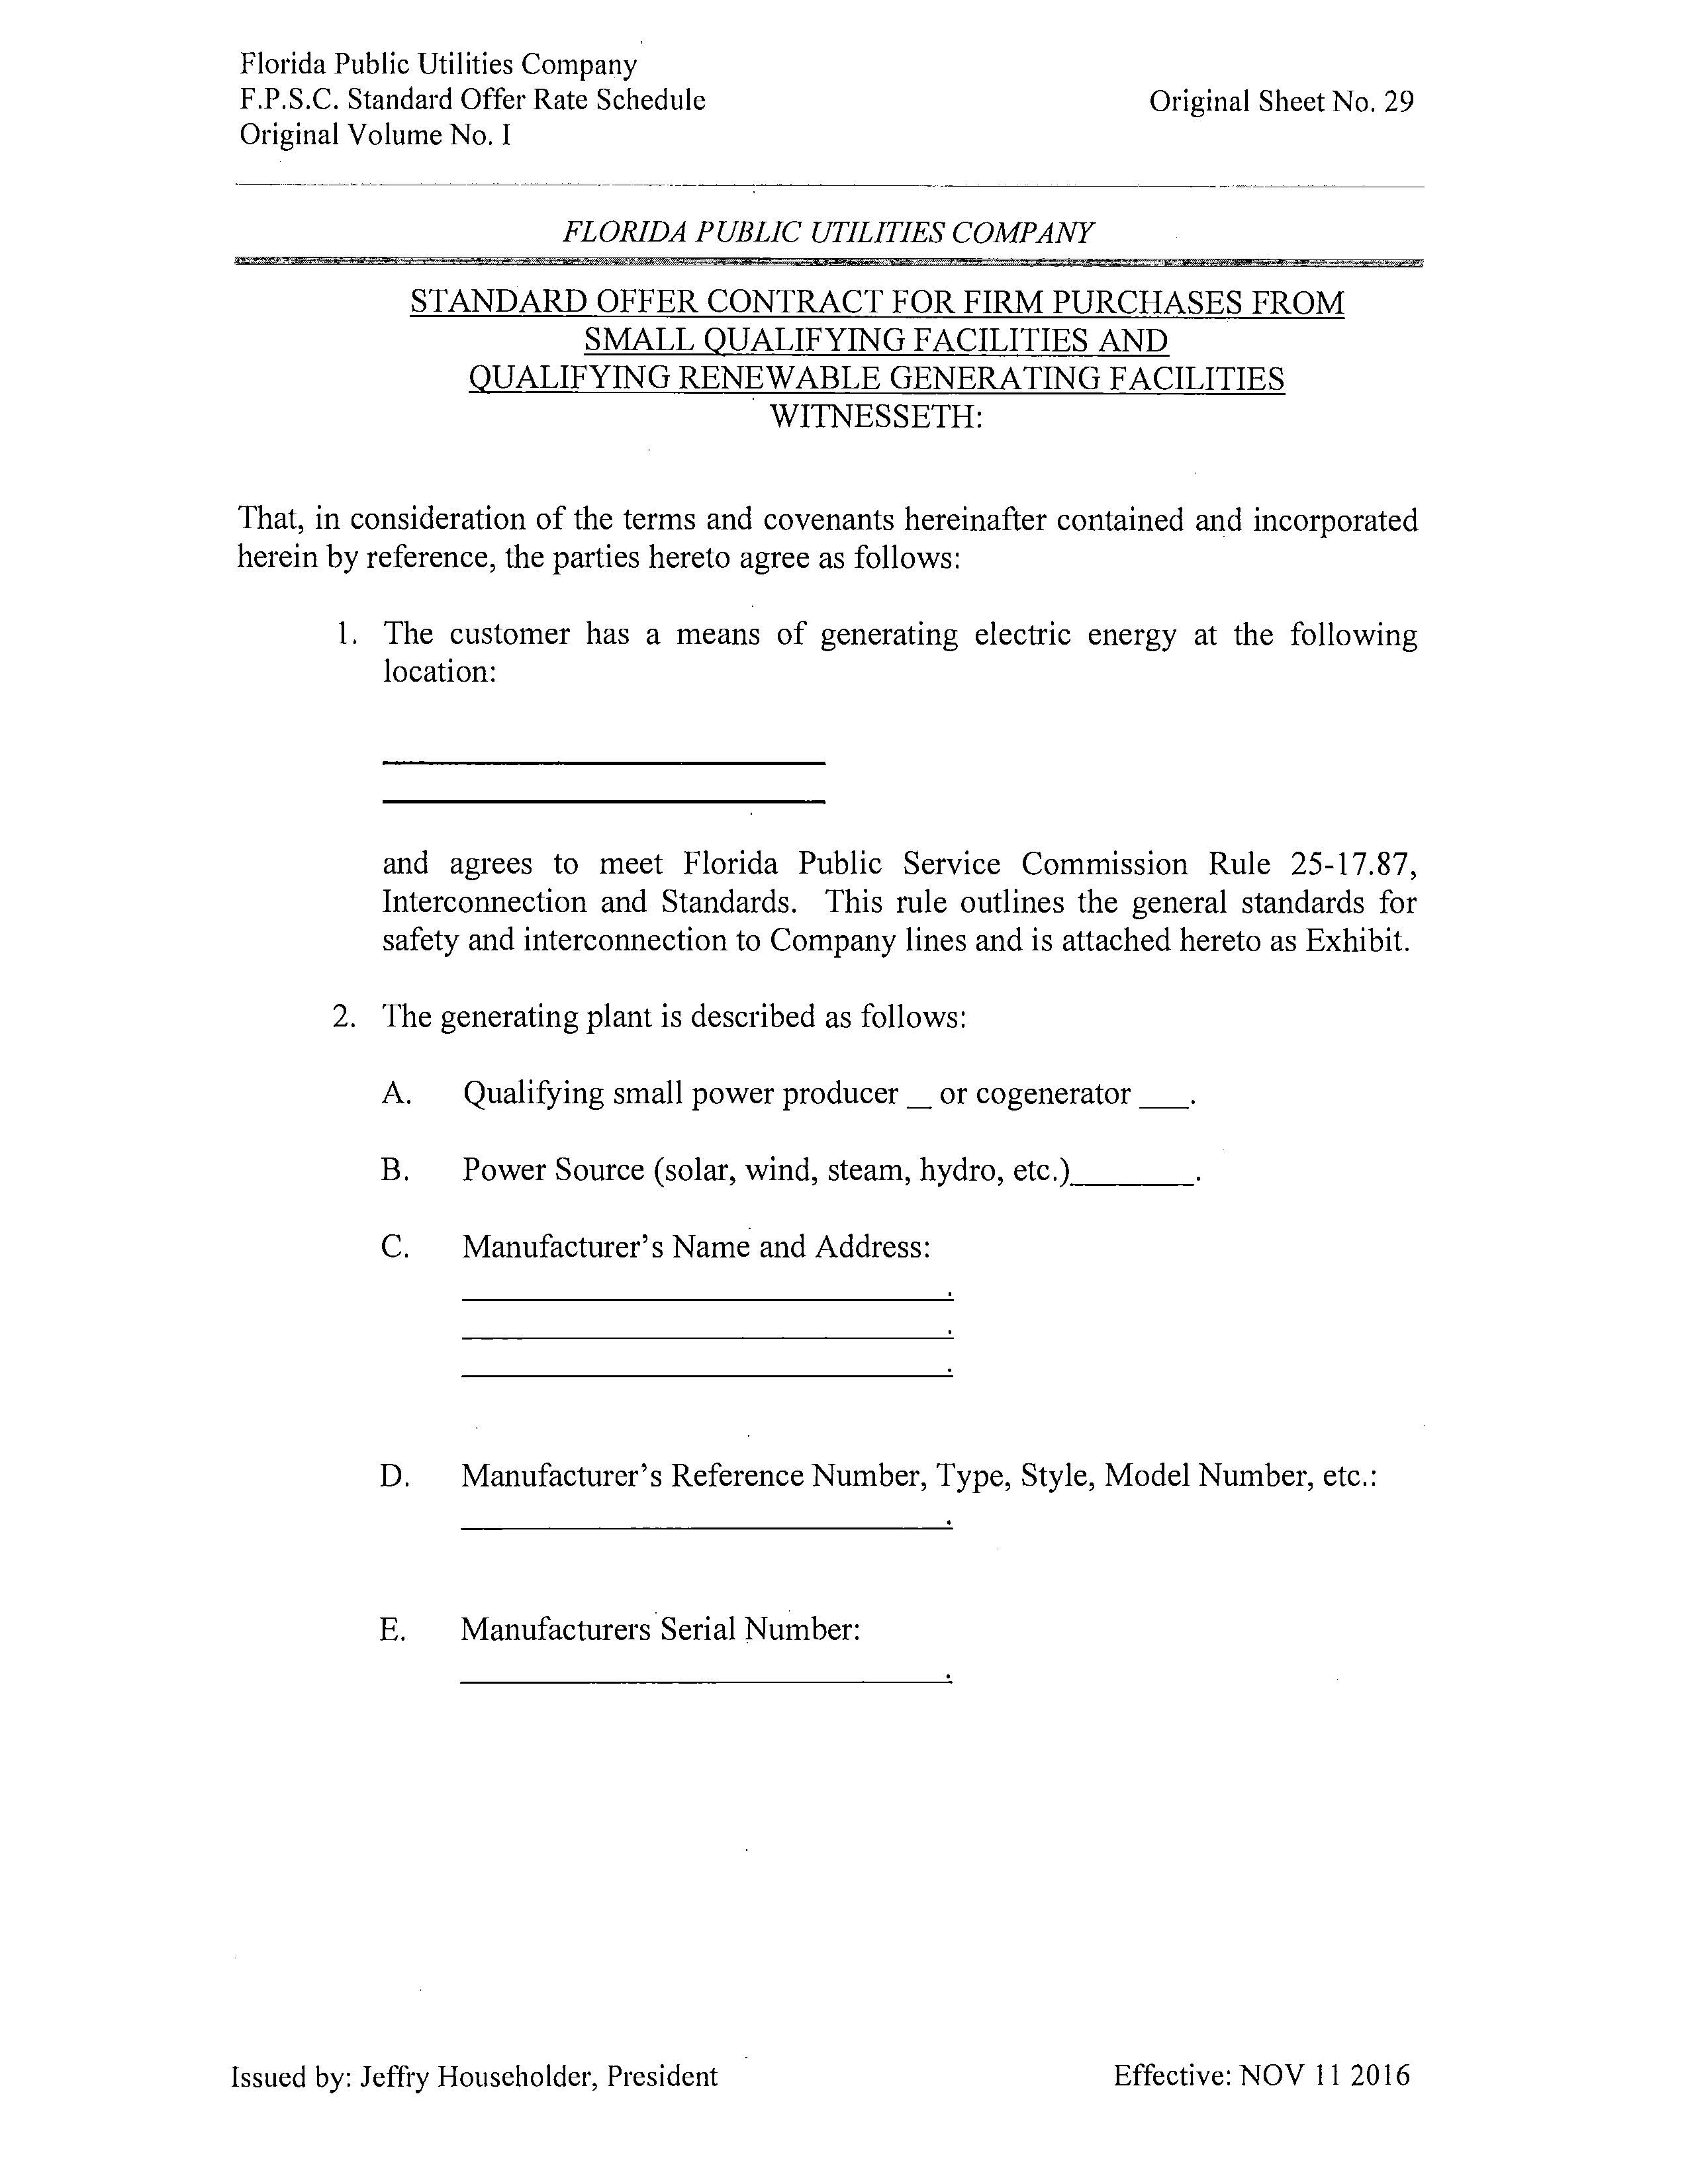 Florida Public Utilities Company
F.P.S.C. Standard Offer Rate Schedule
Original Sheet No. 29
Original Volume No. I
FLORIDA PUBLIC UTILITIES COMPANY
STANDARD OFFER CONTRACT FOR FIRM PURCHASES FROM
SMALL QUALIFYING FACILITIES AND
QUALIFYING RENEWABLE GENERATING FACILITIES
WITNESSETH:
That, in consideration of the terms and covenants hereinafter contained and incorporated
herein by reference, the parties hereto agree as follows:
1. The customer has a means of generating electric energy at the following
location:
and agrees to meet Florida Public Service Commission Rule 25-17.87,
Interconnection and Standards. This rule outlines the general standards for
safety and interconnection to Company lines and is attached hereto as Exhibit.
2. The generating plant is described as follows:
A. Qualifying small power producer _ or cogenerator ___.
B. Power Source (solar, wind, steam, hydro, etc.)________.
C. Manufacturer's Name and Address:
______________________________.
______________________________.
______________________________.
D. Manufacturer's Reference Number, Type, Style, Model Number, etc.:
______________________________.
E. Manufacturers Serial Number:
______________________________.
Issued by: Jeffry Householder, President
Effective: NOV 11 2016